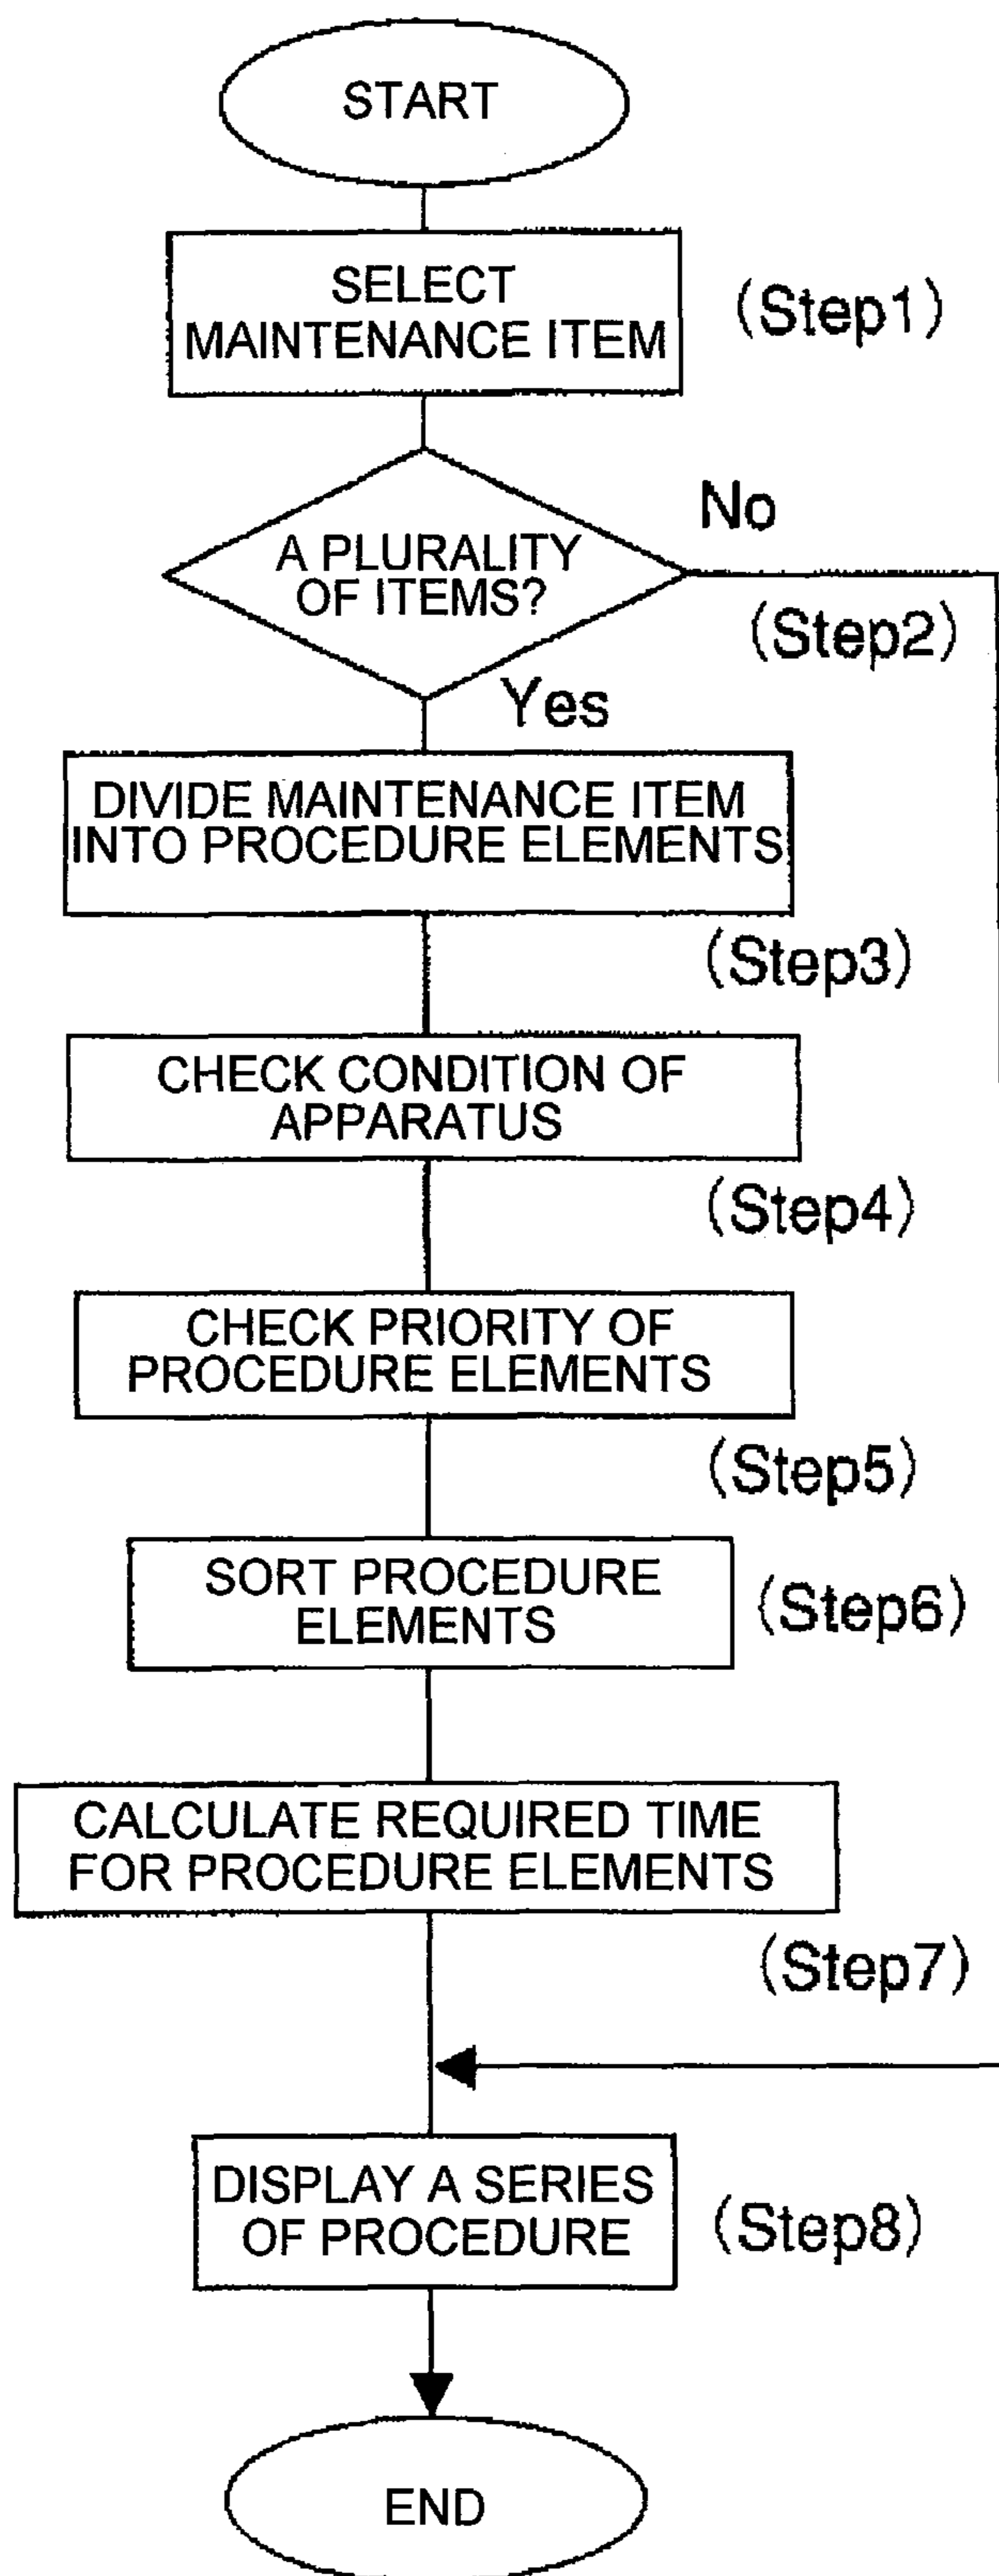 START
SELECT
MAINTENANCE ITEM
(Step1)
A PLURALITY
OF ITEMS?
No
(Step2)
Yes
DIVIDE MAINTENANCE ITEM
INTO PROCEDURE ELEMENTS
(Step3)
CHECK CONDITION OF
APPARATUS
(Step4)
CHECK PRIORITY OF
PROCEDURE ELEMENTS
(Step5)
SORT PROCEDURE
ELEMENTS
(Step6)
CALCULATE REQUIRED TIME
FOR PROCEDURE ELEMENTS
(Step7)
DISPLAY A SERIES
OF PROCEDURE
(Step8)
END